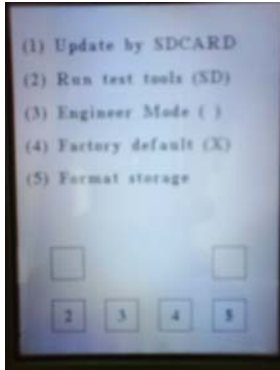 (1) Update by SDCARD
(2) Run test tools (SD)
(3) Engineer Mode ( )
(4) Factory default (X)
(5) Format storage
2 3 4 5